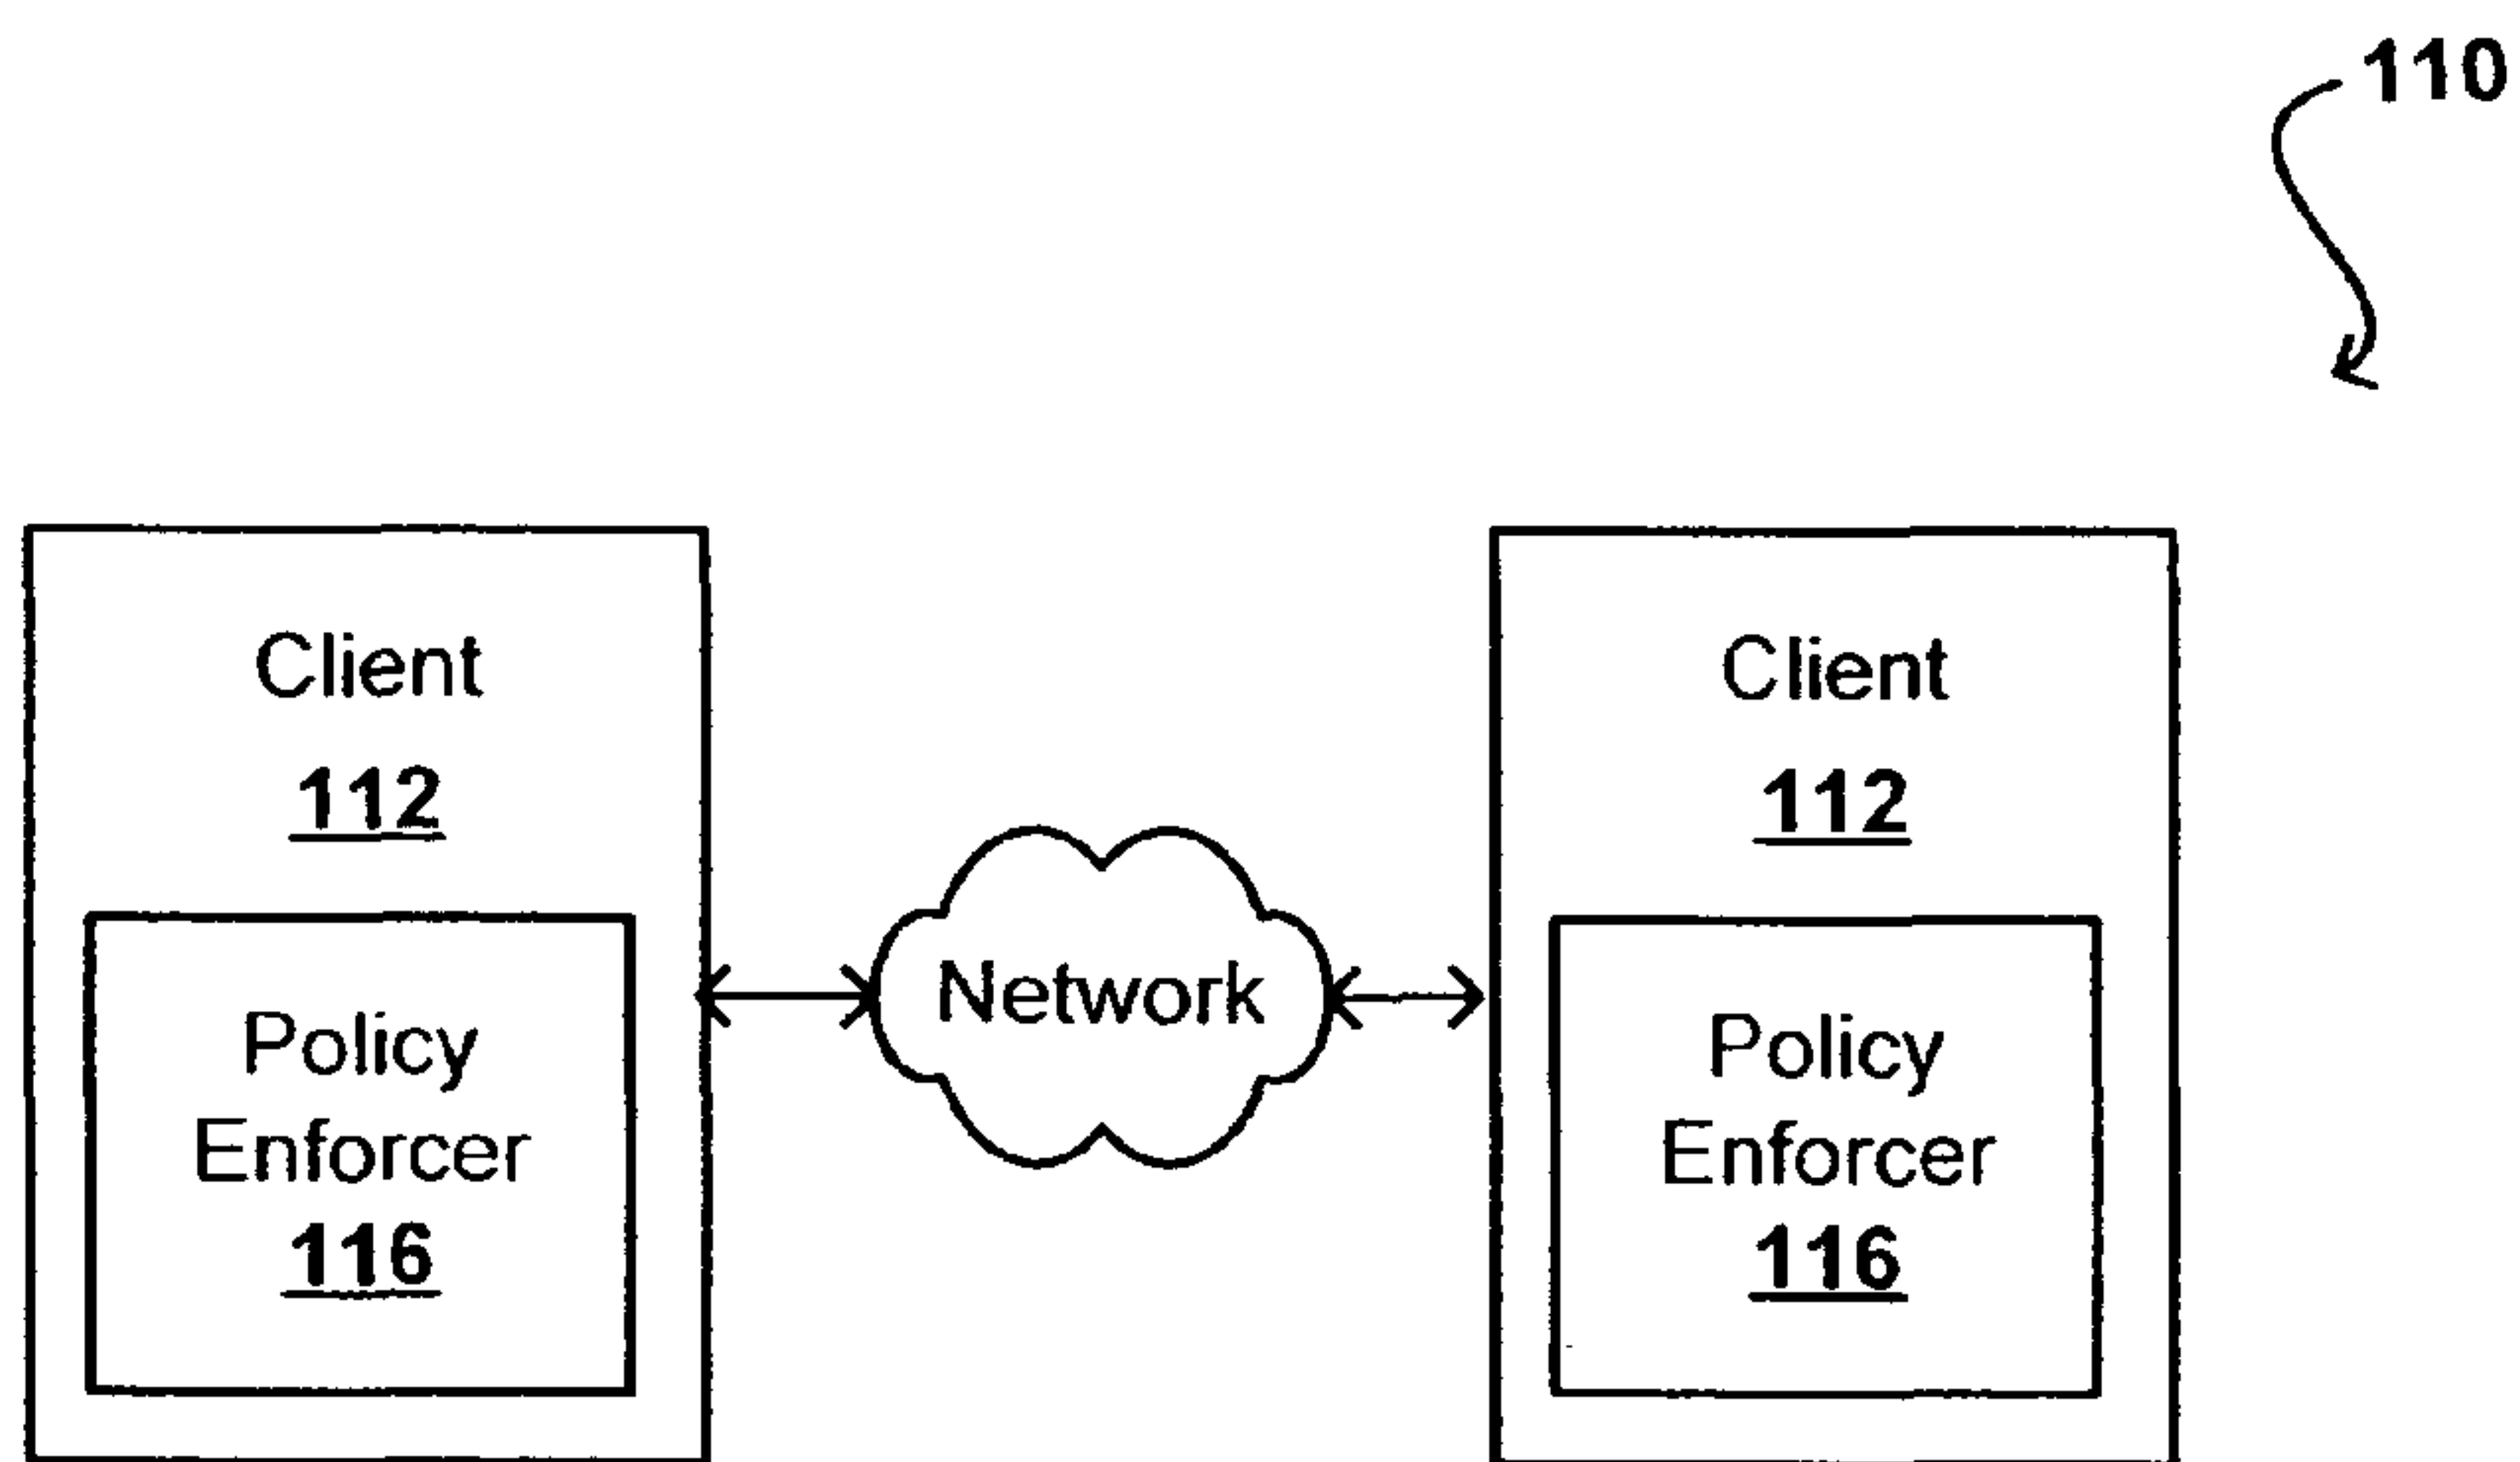 110
Client
112
Policy
Enforcer
116
Network
Client
112
Policy
Enforcer
116